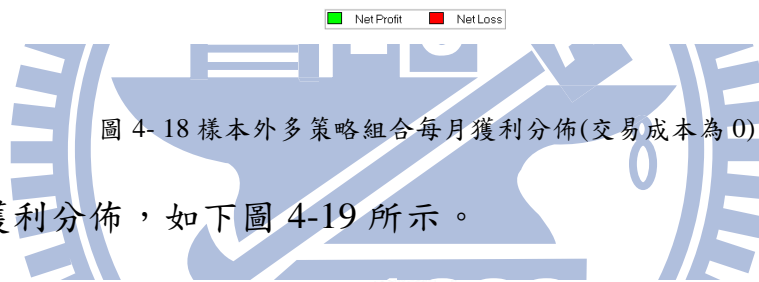 Net Profit Net Loss
圖 4- 18 樣本外多策略組合每月獲利分佈(交易成本為 0)
獲利分佈，如下圖 4-19 所示。